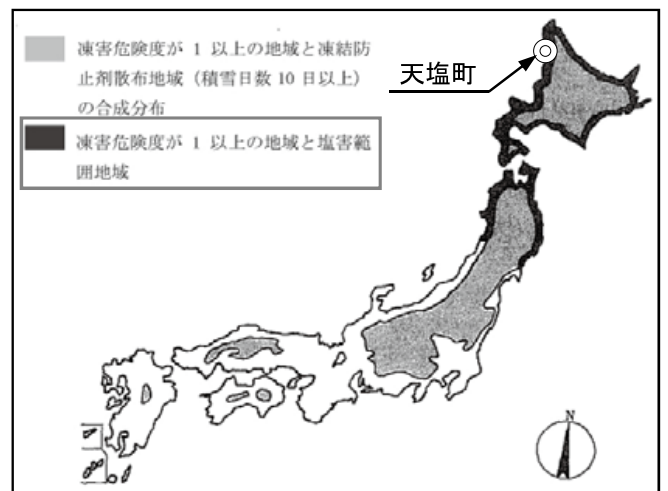 凍害危険度が 1 以上の地域と凍結防
止剤散布地域（積雪日数 10 日以上）
の合成分布
凍害危険度が 1 以上の地域と塩害範
囲地域
天塩町
N